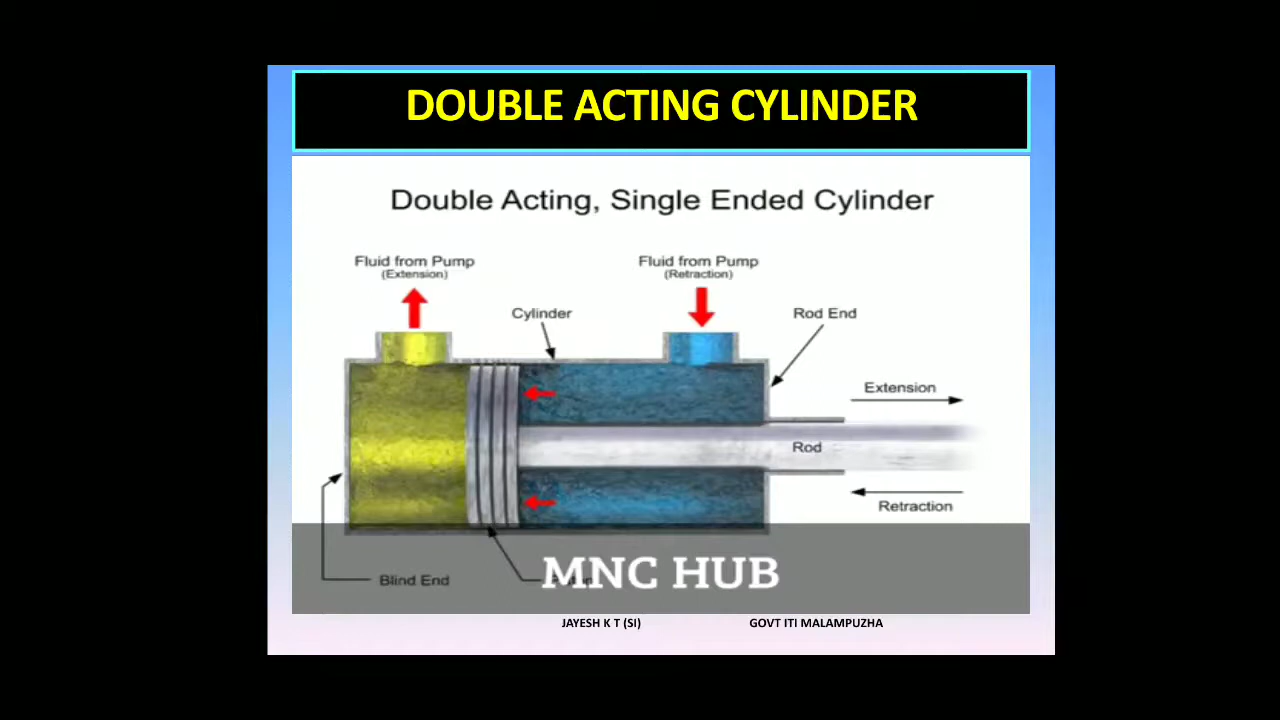 DOUBLE ACTING CYLINDER
Double Acting, Single Ended Cylinder
Fluid from Pump
(Extension)
Fluid from Pump
(Retraction)
Cylinder
Rod End
Extension
Rod
Retraction
Blind End
MNC HUB
JAYESH K T (SI)
GOVT ITI MALAMPUZHA